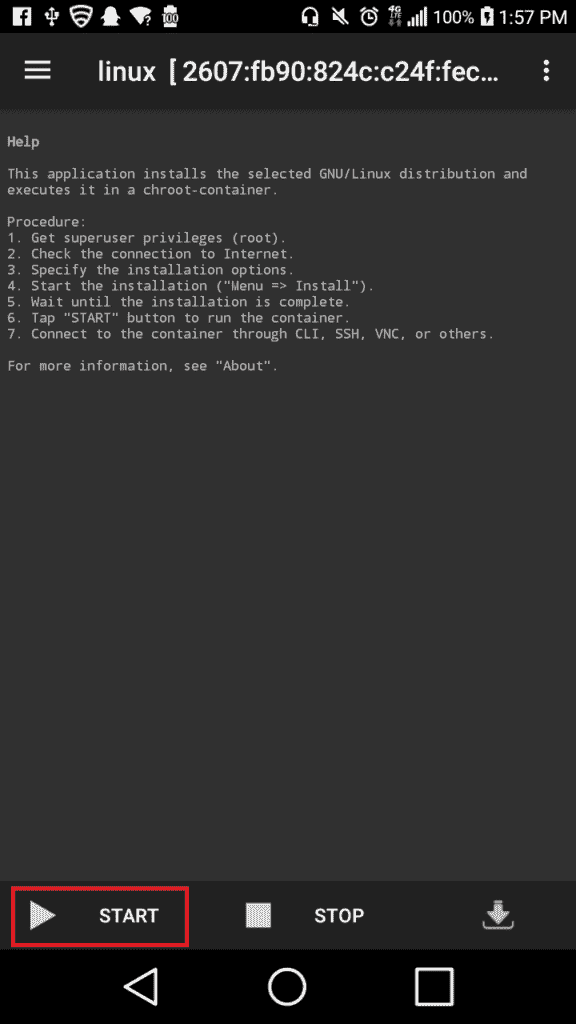 100 4G LTE 100% 1:57 PM
linux [ 2607:fb90:824c:c24f:fec...
Help
This application installs the selected GNU/Linux distribution and
executes it in a chroot-container.
Procedure:
1. Get superuser privileges (root).
2. Check the connection to Internet.
3. Specify the installation options.
4. Start the installation ("Menu => Install").
5. Wait until the installation is complete.
6. Tap "START" button to run the container.
7. Connect to the container through CLI, SSH, VNC, or others.
For more information, see "About".
START STOP